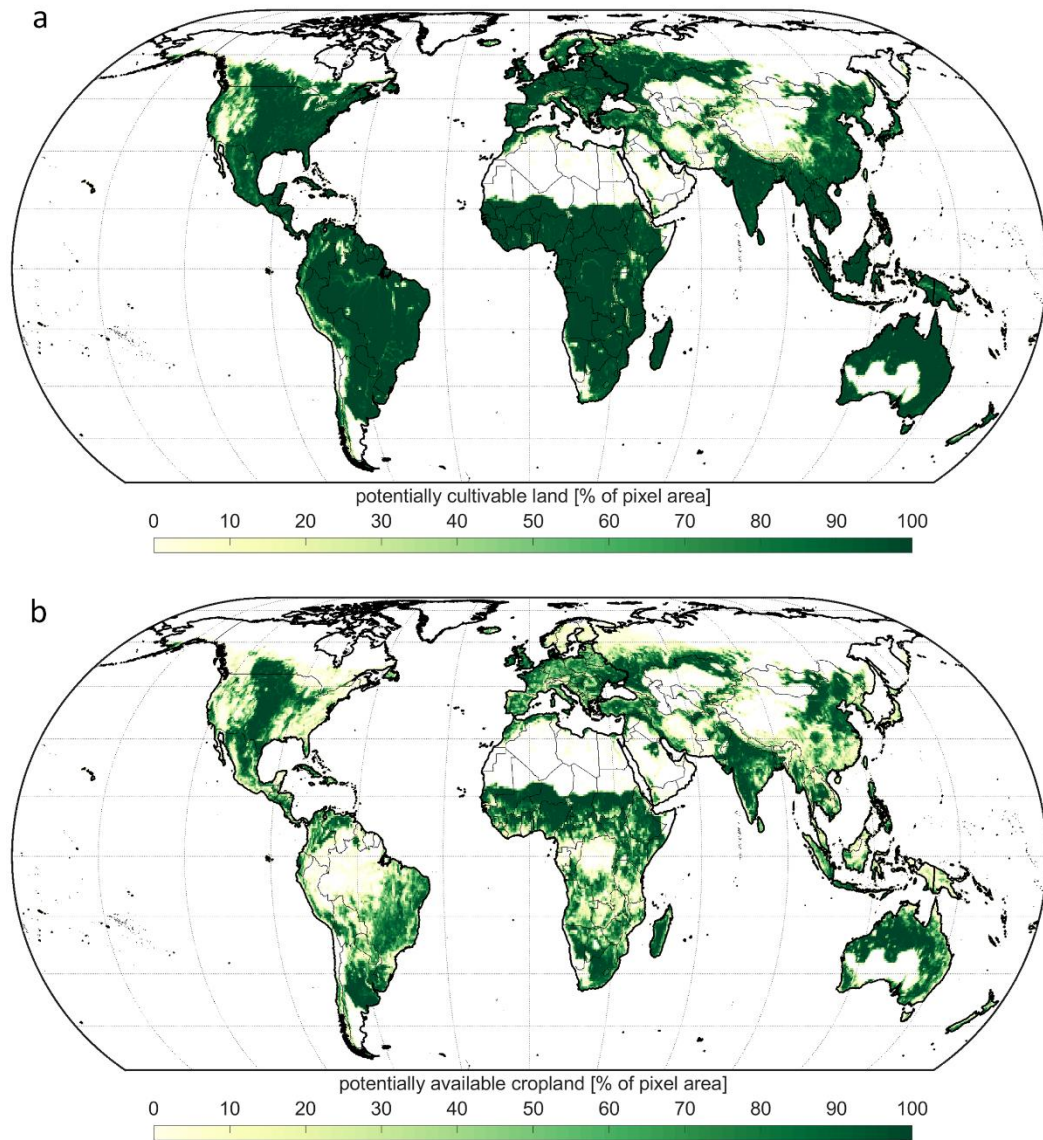 a
potentially cultivable land [% of pixel area]
0 10 20 30 40 50 60 70 80 90 100
b
potentially available cropland [% of pixel area]
0 10 20 30 40 50 60 70 80 90 100